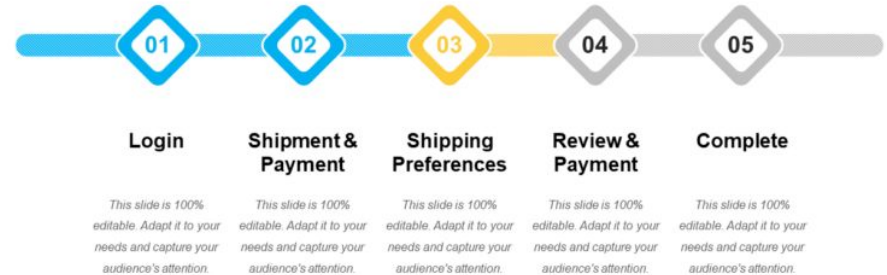 01 02 03 04 05
Login
Shipment &
Payment
Shipping
Preferences
Review &
Payment
Complete
This slide is 100%
editable. Adapt it to your
needs and capture your
audience's attention.
This slide is 100%
editable. Adapt it to your
needs and capture your
audience's attention.
This slide is 100%
editable. Adapt it to your
needs and capture your
audience's attention.
This slide is 100%
editable. Adapt it to your
needs and capture your
audience's attention.
This slide is 100%
editable. Adapt it to your
needs and capture your
audience's attention.